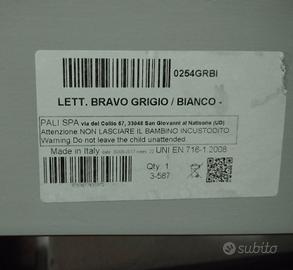 0254GRBI
LETT. BRAVO GRIGIO / BIANCO -
PALI SPA via del Collio 67, 33048 San Giovanni al Natisone (UD)
Attenzione NON LASCIARE IL BAMBINO INCUSTODITO
Warning Do not leave the child unattended.
Made in Italy UNI EN 716-1:2008
Qty. 1
3-587
subito